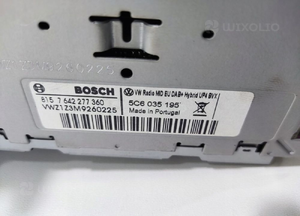 wixolio
BOSCH
VW Radio MID EU DAB+ Hybrid UP4 BVX
815 7 642 277 360
5C6 035 195
VWZ1Z3M9260225
Made in Portugal